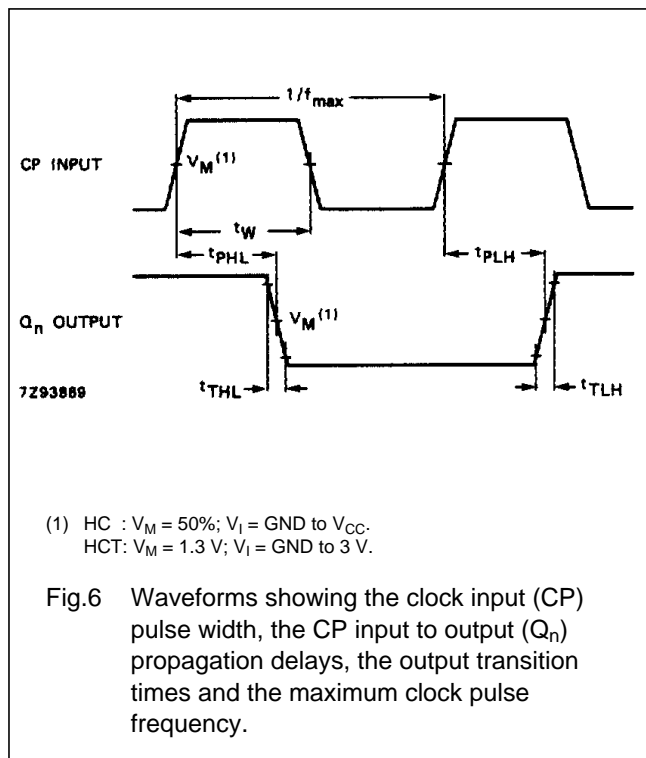 1/fmax
CP INPUT
VM(1)
tW
tPHL
tPLH
Qn OUTPUT
VM(1)
7Z93869
tTHL
tTLH
(1) HC : VM = 50%; VI = GND to VCC.
HCT: VM = 1.3 V; VI = GND to 3 V.
Fig.6 Waveforms showing the clock input (CP)
pulse width, the CP input to output (Qn)
propagation delays, the output transition
times and the maximum clock pulse
frequency.